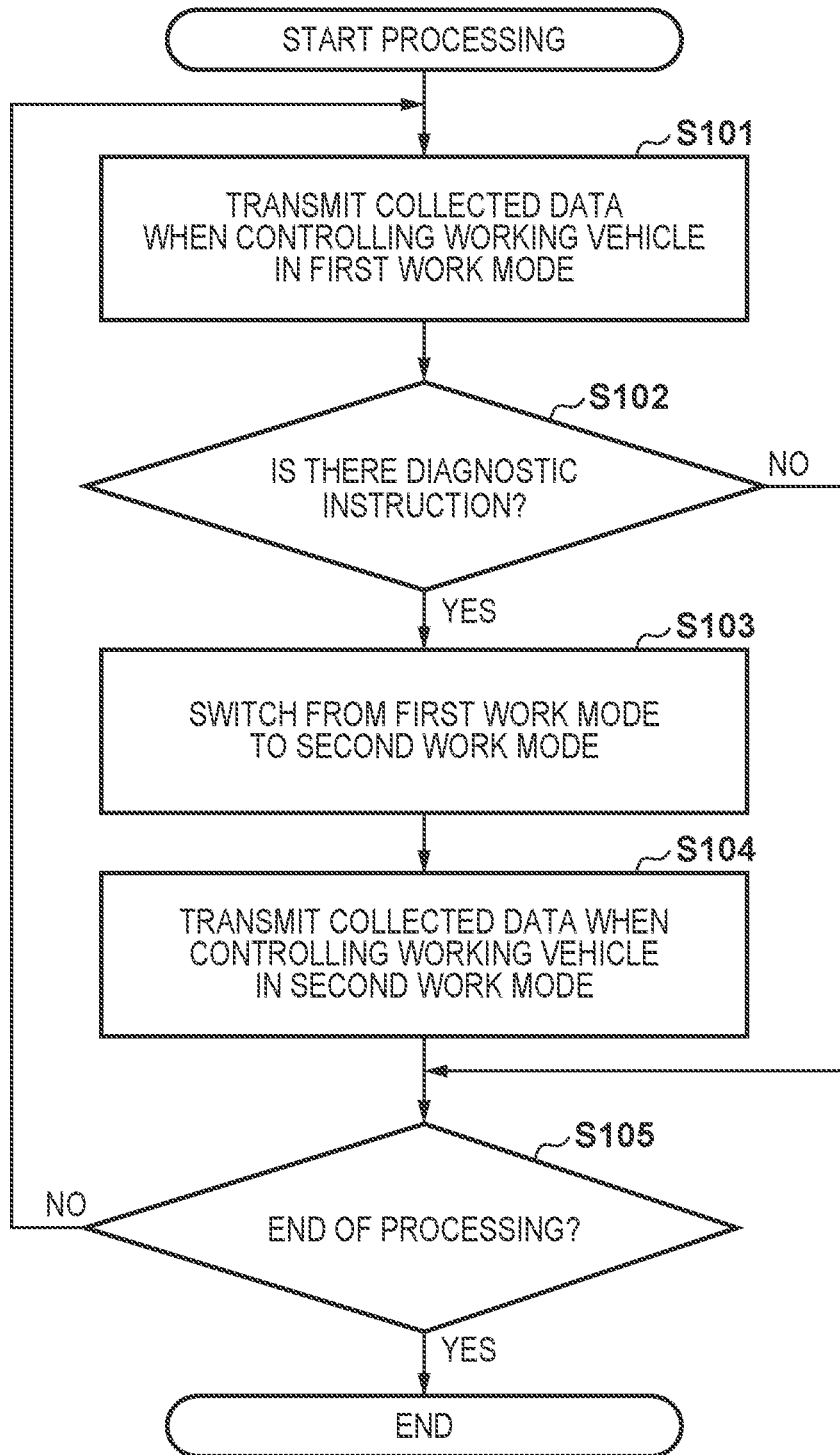 START PROCESSING
S101
TRANSMIT COLLECTED DATA
WHEN CONTROLLING WORKING VEHICLE
IN FIRST WORK MODE
S102
IS THERE DIAGNOSTIC
INSTRUCTION?
NO
YES
S103
SWITCH FROM FIRST WORK MODE
TO SECOND WORK MODE
S104
TRANSMIT COLLECTED DATA WHEN
CONTROLLING WORKING VEHICLE
IN SECOND WORK MODE
S105
NO
END OF PROCESSING?
YES
END